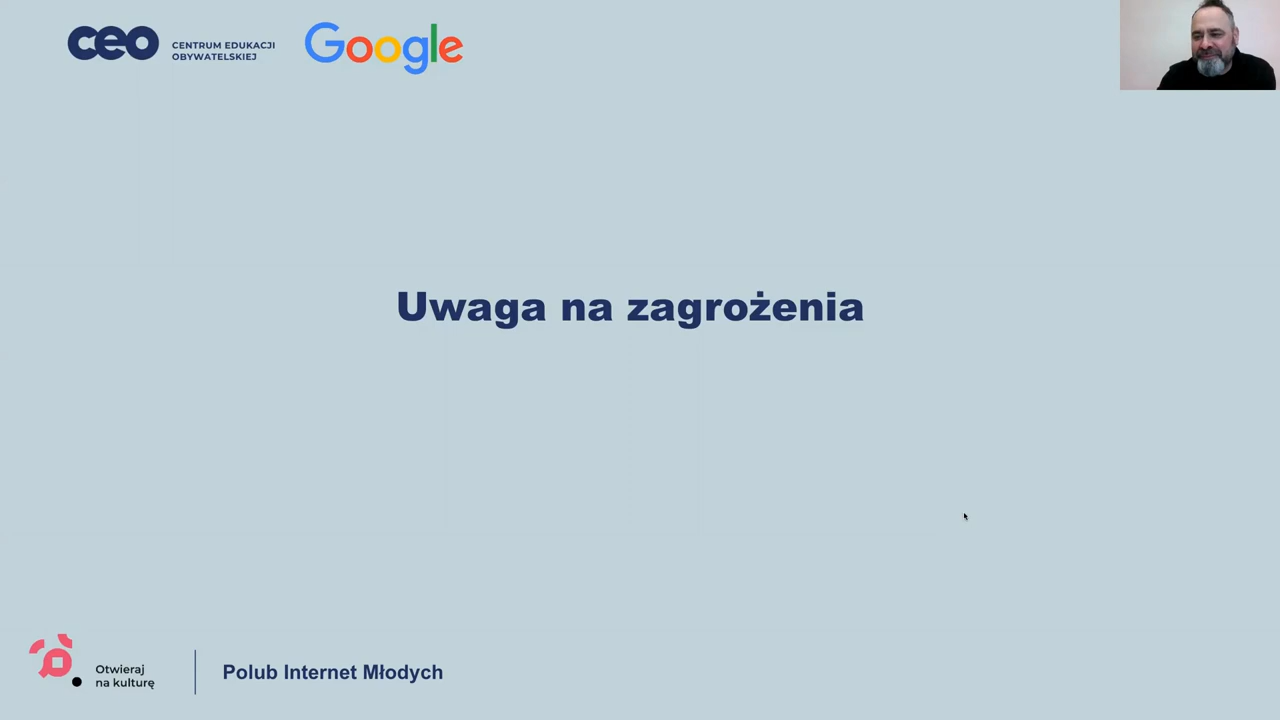 ceo
CENTRUM EDUKACJI
OBYWATELSKIEJ
Google
Uwaga na zagrożenia
Otwieraj
na kulturę
Polub Internet Młodych